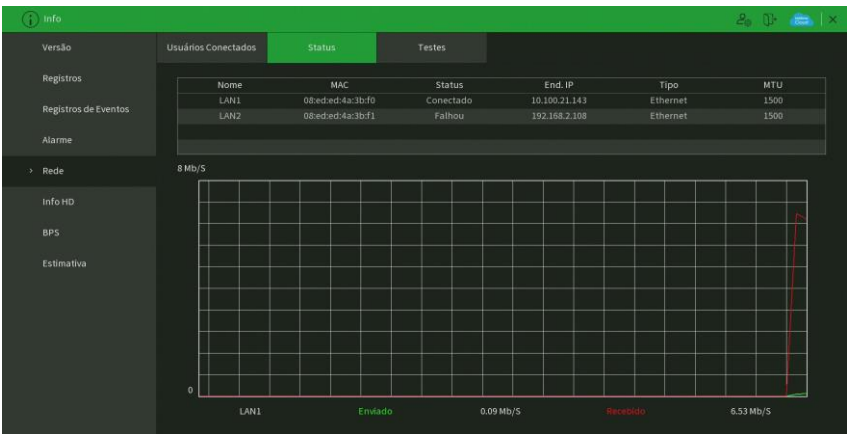 Info
Versão
Registros
Registros de Eventos
Alarme
> Rede
Info HD
BPS
Estimativa
Usuários Conectados Status Testes
Nome MAC Status End. IP Tipo MTU
LAN1 08:ed:ed:4a:3b:f0 Conectado 10.100.21.143 Ethernet 1500
LAN2 08:ed:ed:4a:3b:f1 Falhou 192.168.2.108 Ethernet 1500
8 Mb/S
0
LAN1 Enviado 0.09 Mb/S Recebido 6.53 Mb/S